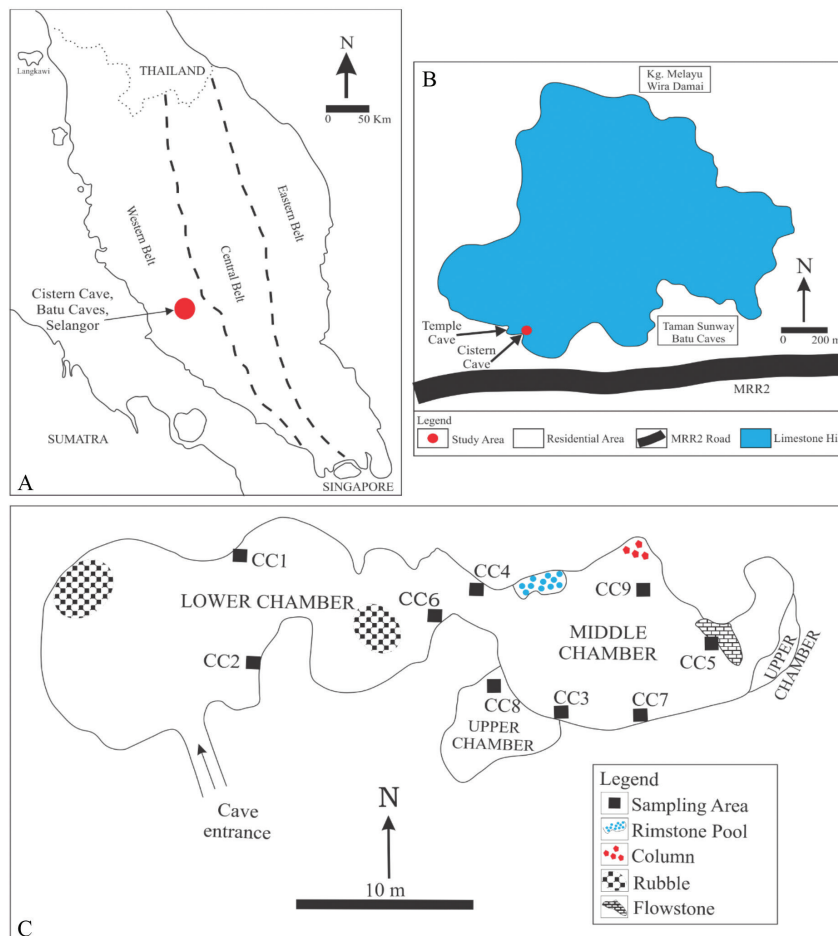 N
Langkawi
THAILAND
0
50 Km
Western Belt
Central Belt
Eastern Belt
Cistern Cave,
Batu Caves,
Selangor
SUMATRA
SINGAPORE
A
B
Kg. Melayu
Wira Damai
N
0
200 m
Temple
Cave
Cistern
Cave
Taman Sunway
Batu Caves
MRR2
Legend
Study Area
Residential Area
MRR2 Road
Limestone Hi
CC1
CC4
LOWER CHAMBER
CC6
CC9
MIDDLE
CHAMBER
CC5
UPPER
CHAMBER
CC2
CC8
CC3
CC7
UPPER
CHAMBER
Cave
entrance
N
10 m
Legend
Sampling Area
Rimstone Pool
Column
Rubble
Flowstone
C